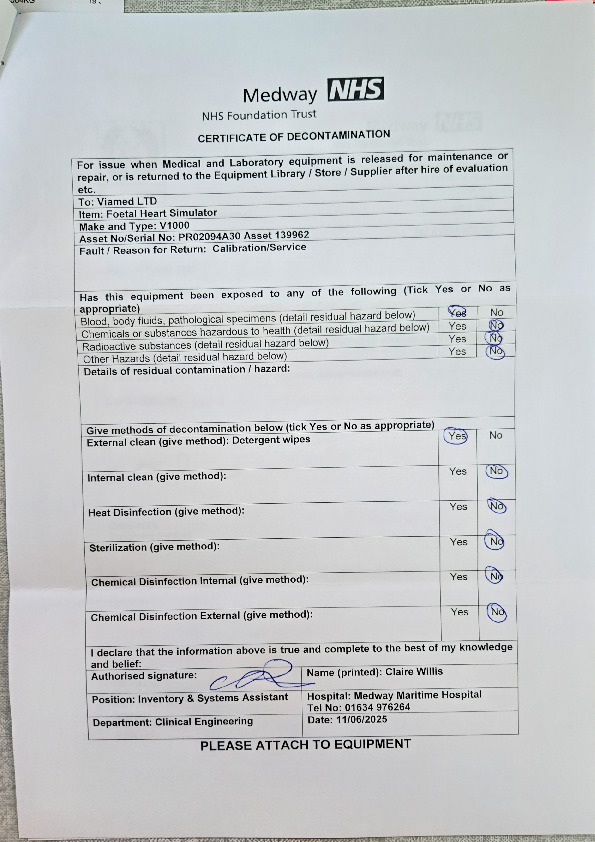 Medway NHS
NHS Foundation Trust
CERTIFICATE OF DECONTAMINATION
For issue when Medical and Laboratory equipment is released for maintenance or
repair, or is returned to the Equipment Library / Store / Supplier after hire of evaluation
etc.
To: Viamed LTD
Item: Foetal Heart Simulator
Make and Type: V1000
Asset No/Serial No: PR02094A30 Asset 139962
Fault / Reason for Return: Calibration/Service
Has this equipment been exposed to any of the following (Tick Yes or No as
appropriate)
Blood, body fluids, pathological specimens (detail residual hazard below) Yes No
Chemicals or substances hazardous to health (detail residual hazard below) Yes No
Radioactive substances (detail residual hazard below) Yes No
Other Hazards (detail residual hazard below) Yes No
Details of residual contamination / hazard:
Give methods of decontamination below (tick Yes or No as appropriate)
External clean (give method): Detergent wipes Yes No
Internal clean (give method): Yes No
Heat Disinfection (give method): Yes No
Sterilization (give method): Yes No
Chemical Disinfection Internal (give method): Yes No
Chemical Disinfection External (give method): Yes No
I declare that the information above is true and complete to the best of my knowledge
and belief:
Authorised signature: Name (printed): Claire Willis
Position: Inventory & Systems Assistant Hospital: Medway Maritime Hospital
Tel No: 01634 976264
Department: Clinical Engineering Date: 11/06/2025
PLEASE ATTACH TO EQUIPMENT